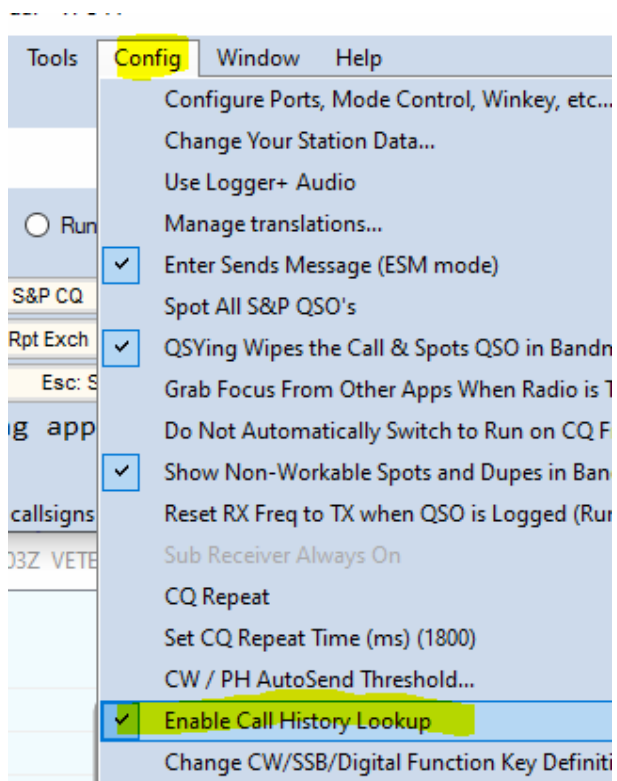 Tools Config Window Help
Configure Ports, Mode Control, Winkey, etc...
Change Your Station Data...
Use Logger+ Audio
Run
Manage translations...
Enter Sends Message (ESM mode)
S&P CQ
Spot All S&P QSO's
Rpt Exch
QSYing Wipes the Call & Spots QSO in Bandn
Esc: S
Grab Focus From Other Apps When Radio is T
g app
Do Not Automatically Switch to Run on CQ F
Show Non-Workable Spots and Dupes in Ban
callsigns
Reset RX Freq to TX when QSO is Logged (Rur
03Z VETE
Sub Receiver Always On
CQ Repeat
Set CQ Repeat Time (ms) (1800)
CW / PH AutoSend Threshold...
Enable Call History Lookup
Change CW/SSB/Digital Function Key Definiti